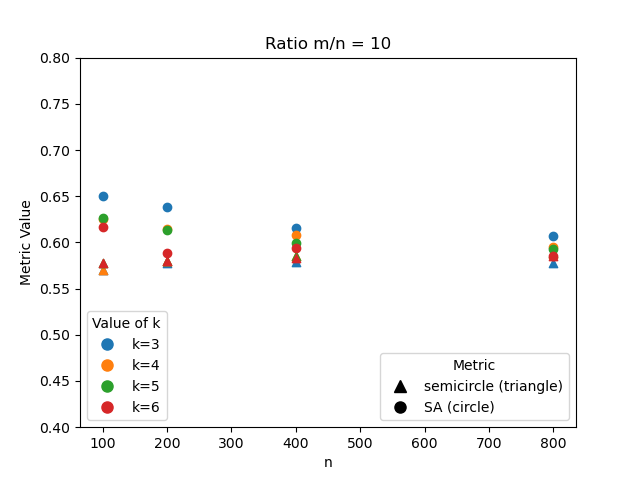 Ratio m/n = 10
Metric Value
0.80
0.75
0.70
0.65
0.60
0.55
0.50
0.45
0.40
Value of k
k=3
k=4
k=5
k=6
Metric
semicircle (triangle)
SA (circle)
100 200 300 400 500 600 700 800
n